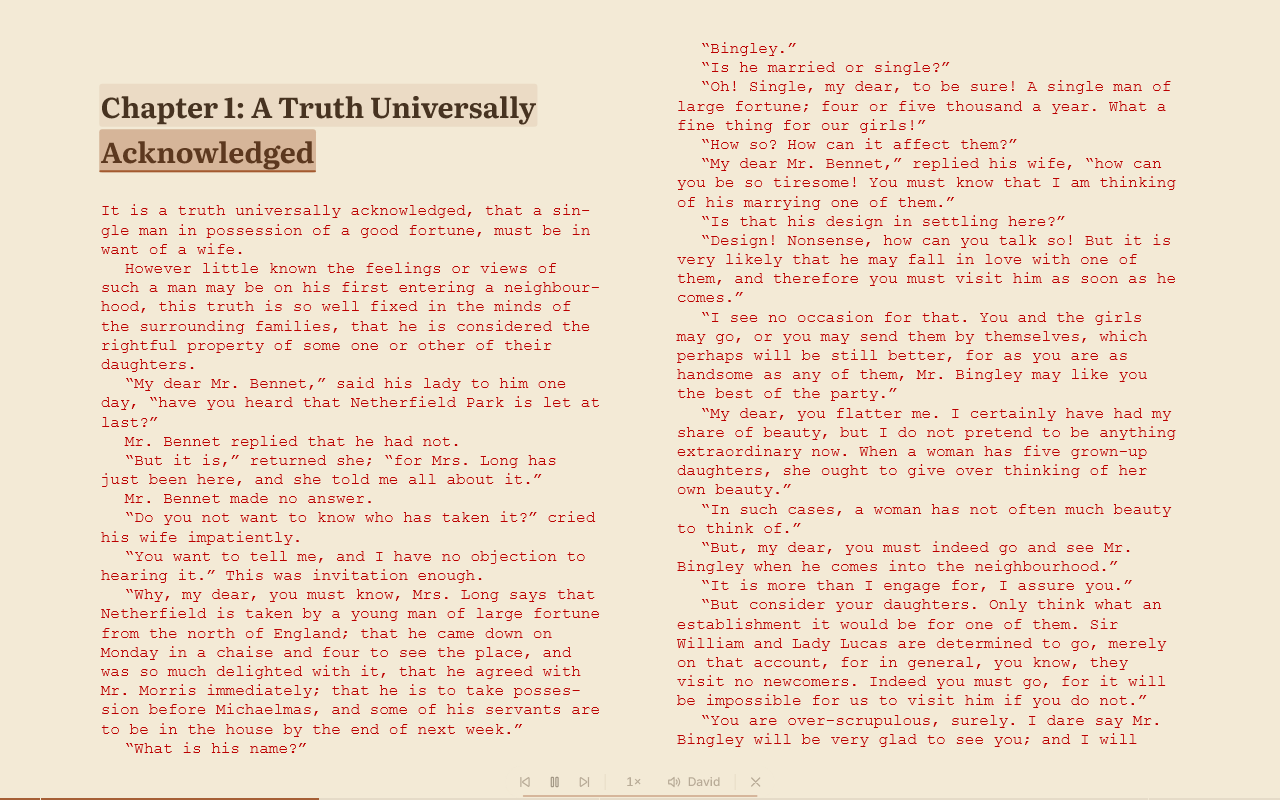 Chapter 1: A Truth Universally
Acknowledged
It is a truth universally acknowledged, that a sin-
gle man in possession of a good fortune, must be in
want of a wife.
However little known the feelings or views of
such a man may be on his first entering a neighbour-
hood, this truth is so well fixed in the minds of
the surrounding families, that he is considered the
rightful property of some one or other of their
daughters.
“My dear Mr. Bennet,” said his lady to him one
day, “have you heard that Netherfield Park is let at
last?”
Mr. Bennet replied that he had not.
“But it is,” returned she; “for Mrs. Long has
just been here, and she told me all about it.”
Mr. Bennet made no answer.
“Do you not want to know who has taken it?” cried
his wife impatiently.
“You want to tell me, and I have no objection to
hearing it.” This was invitation enough.
“Why, my dear, you must know, Mrs. Long says that
Netherfield is taken by a young man of large fortune
from the north of England; that he came down on
Monday in a chaise and four to see the place, and
was so much delighted with it, that he agreed with
Mr. Morris immediately; that he is to take posses-
sion before Michaelmas, and some of his servants are
to be in the house by the end of next week.”
“What is his name?”
“Bingley.”
“Is he married or single?”
“Oh! Single, my dear, to be sure! A single man of
large fortune; four or five thousand a year. What a
fine thing for our girls!”
“How so? How can it affect them?”
“My dear Mr. Bennet,” replied his wife, “how can
you be so tiresome! You must know that I am thinking
of his marrying one of them.”
“Is that his design in settling here?”
“Design! Nonsense, how can you talk so! But it is
very likely that he may fall in love with one of
them, and therefore you must visit him as soon as he
comes.”
“I see no occasion for that. You and the girls
may go, or you may send them by themselves, which
perhaps will be still better, for as you are as
handsome as any of them, Mr. Bingley may like you
the best of the party.”
“My dear, you flatter me. I certainly have had my
share of beauty, but I do not pretend to be anything
extraordinary now. When a woman has five grown-up
daughters, she ought to give over thinking of her
own beauty.”
“In such cases, a woman has not often much beauty
to think of.”
“But, my dear, you must indeed go and see Mr.
Bingley when he comes into the neighbourhood.”
“It is more than I engage for, I assure you.”
“But consider your daughters. Only think what an
establishment it would be for one of them. Sir
William and Lady Lucas are determined to go, merely
on that account, for in general, you know, they
visit no newcomers. Indeed you must go, for it will
be impossible for us to visit him if you do not.”
“You are over-scrupulous, surely. I dare say Mr.
Bingley will be very glad to see you; and I will
1× David